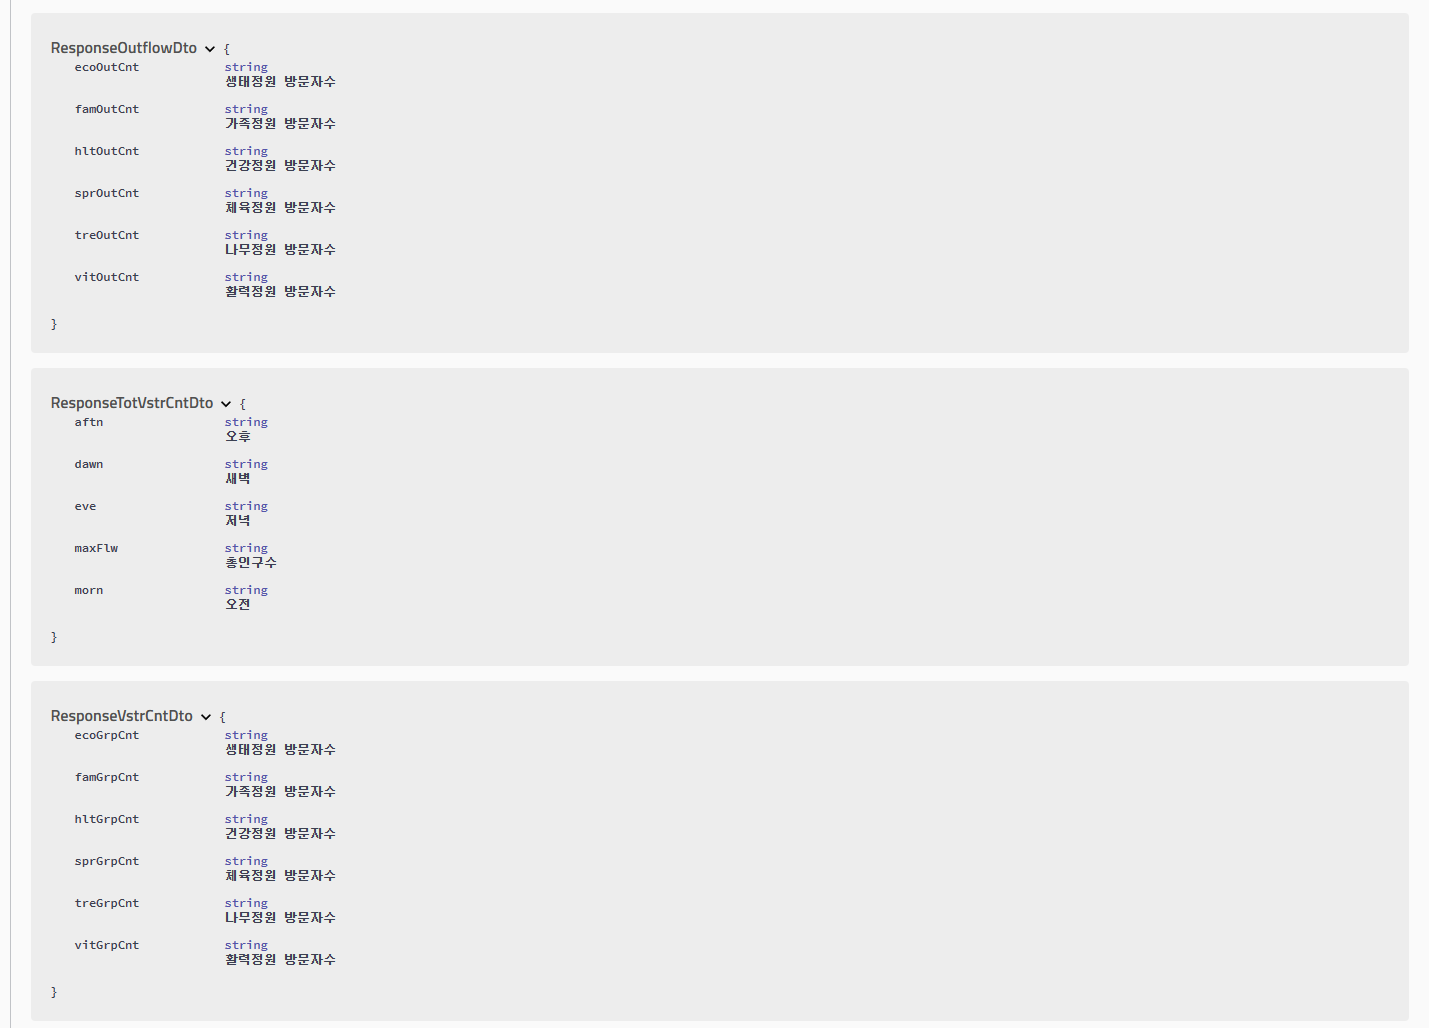 ResponseOutflowDto {
ecoOutCnt string
생태정원 방문자수
famOutCnt string
가족정원 방문자수
hltOutCnt string
건강정원 방문자수
sprOutCnt string
체육정원 방문자수
treOutCnt string
나무정원 방문자수
vitOutCnt string
활력정원 방문자수
}
ResponseTotVstrCntDto {
aftn string
오후
dawn string
새벽
eve string
저녁
maxFlw string
총인구수
morn string
오전
}
ResponseVstrCntDto {
ecoGrpCnt string
생태정원 방문자수
famGrpCnt string
가족정원 방문자수
hltGrpCnt string
건강정원 방문자수
sprGrpCnt string
체육정원 방문자수
treGrpCnt string
나무정원 방문자수
vitGrpCnt string
활력정원 방문자수
}